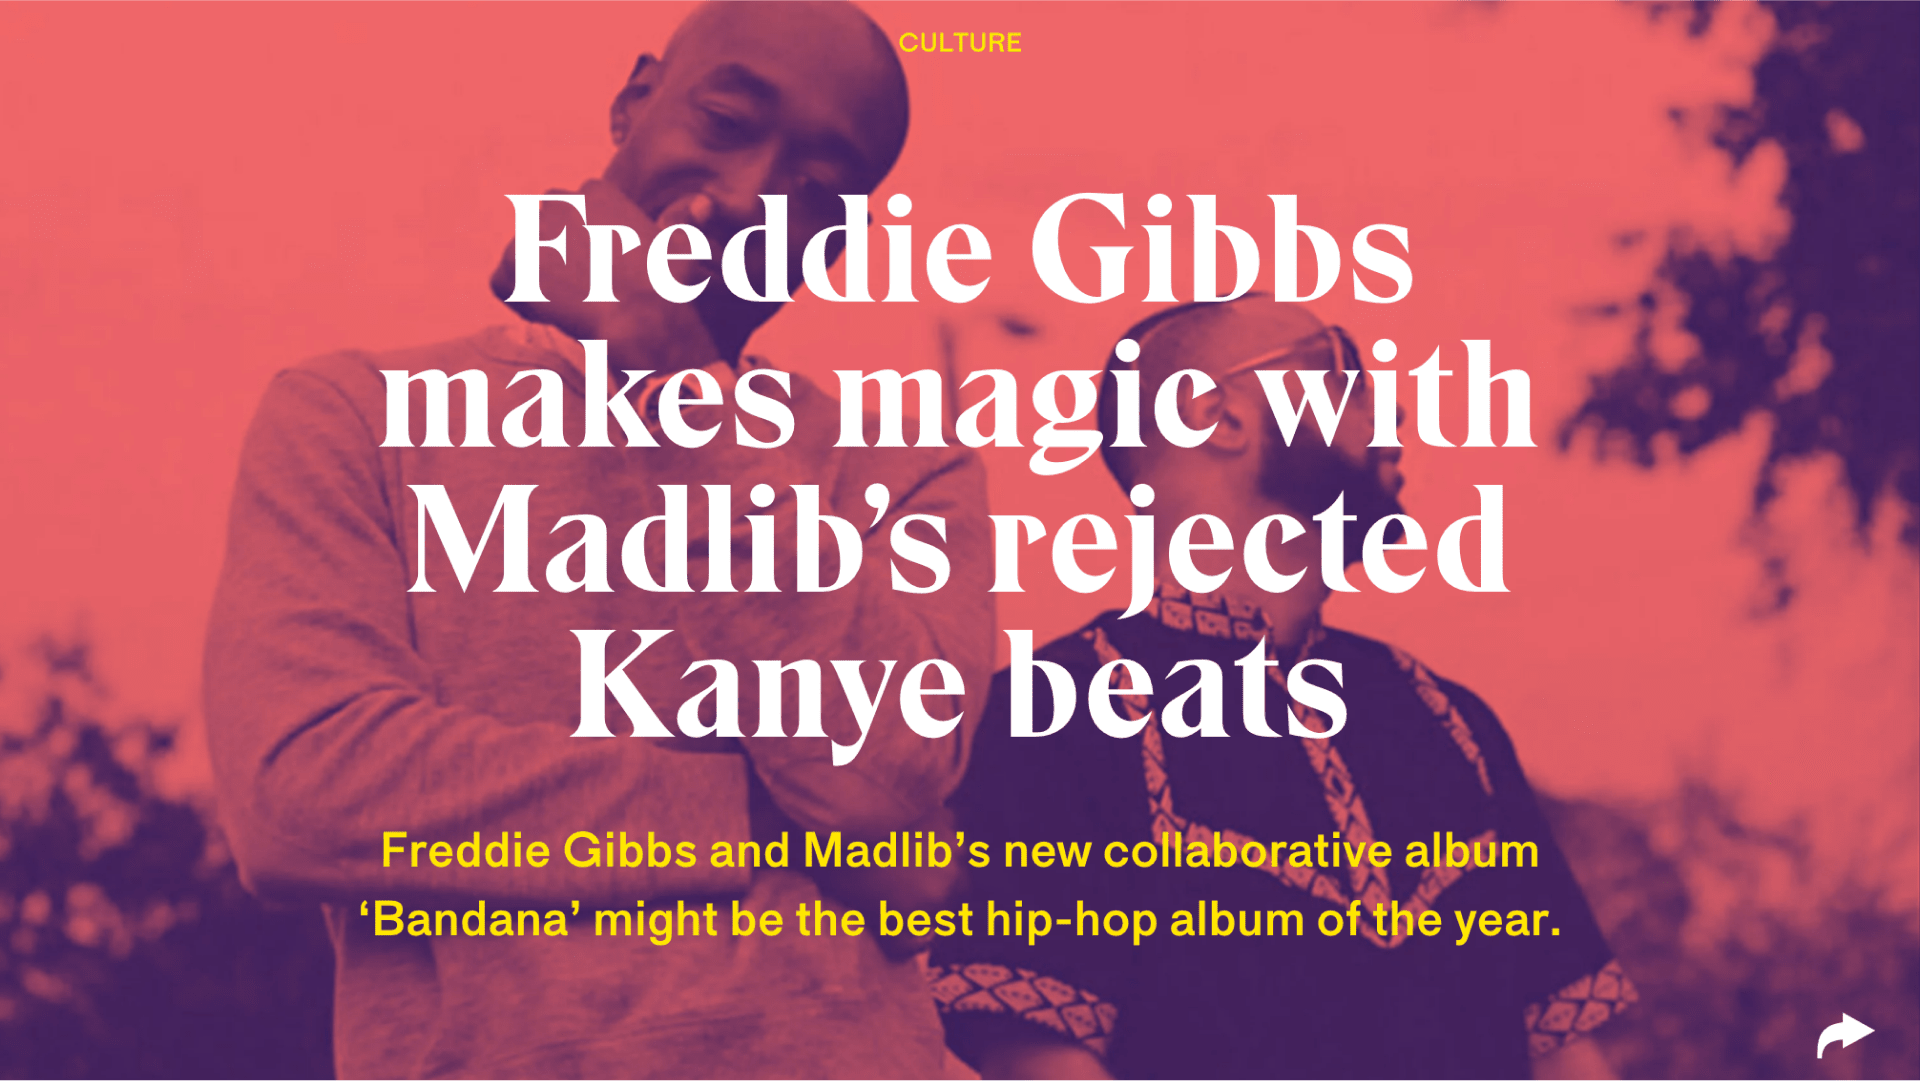 CULTURE
Freddie Gibbs
makes magic with
Madlib’s rejected
Kanye beats
Freddie Gibbs and Madlib’s new collaborative album
‘Bandana’ might be the best hip-hop album of the year.